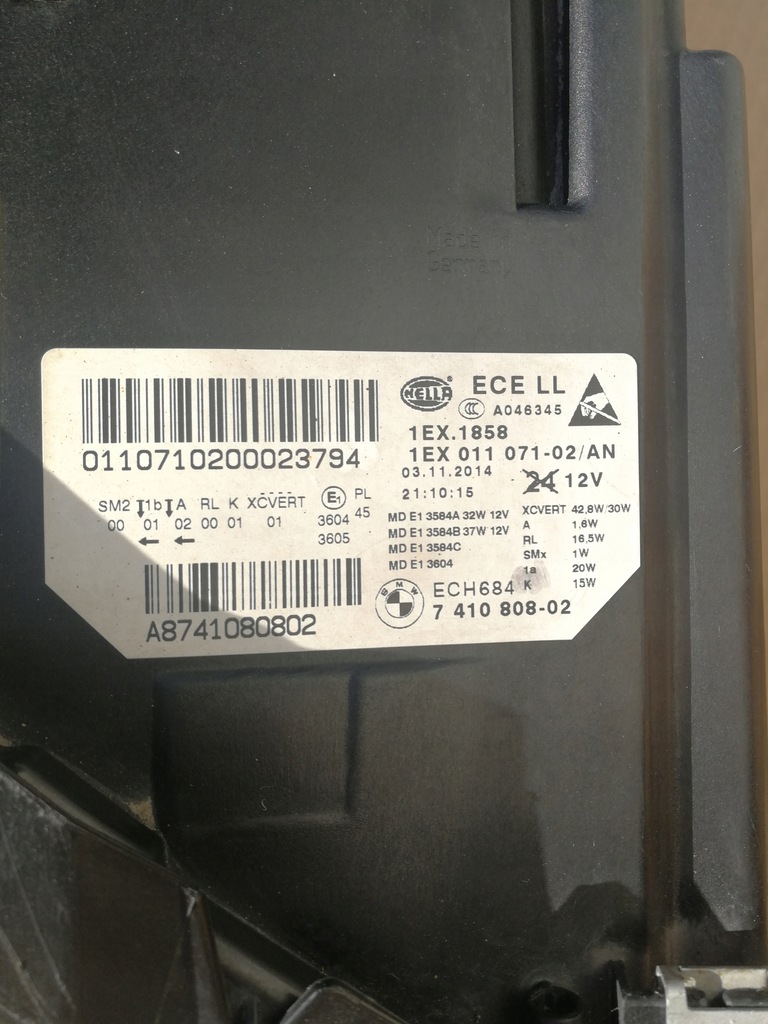 Made in
Germany
0110710200023794
SM2 1b A RL K XCVERT
00 01 02 00 01 01
E1 PL
3604 45
3605
A8741080802
HELLA ® ECE LL
CCC A046345
1EX.1858
1EX 011 071-02/AN
03.11.2014 24 12V
21:10:15
MD E1 3584A 32W 12V
MD E1 3584B 37W 12V
MD E1 3584C
MD E1 3604
XCVERT 42,8W/30W
A 1,6W
RL 16,5W
SMx 1W
1a 20W
K 15W
BMW ECH684
7 410 808-02